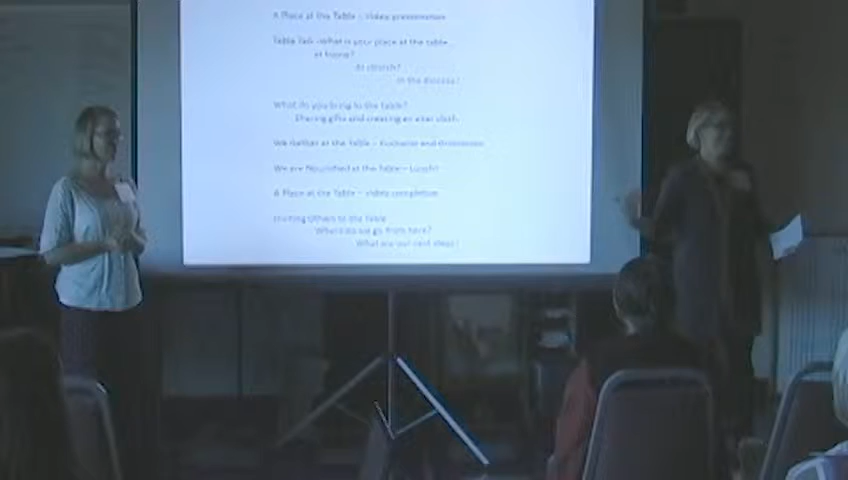 A Place at the Table – video presentation
Table Talk - What is your place at the table...
at home?
At church?
In the diocese?
What do you bring to the table?
Sharing gifts and creating an altar cloth
We Gather at the Table – Eucharist and
We are Nourished at the Table – Lunch!
A Place at the Table – video completion
Inviting Others to the Table
Where do we go from here?
What are our next steps?